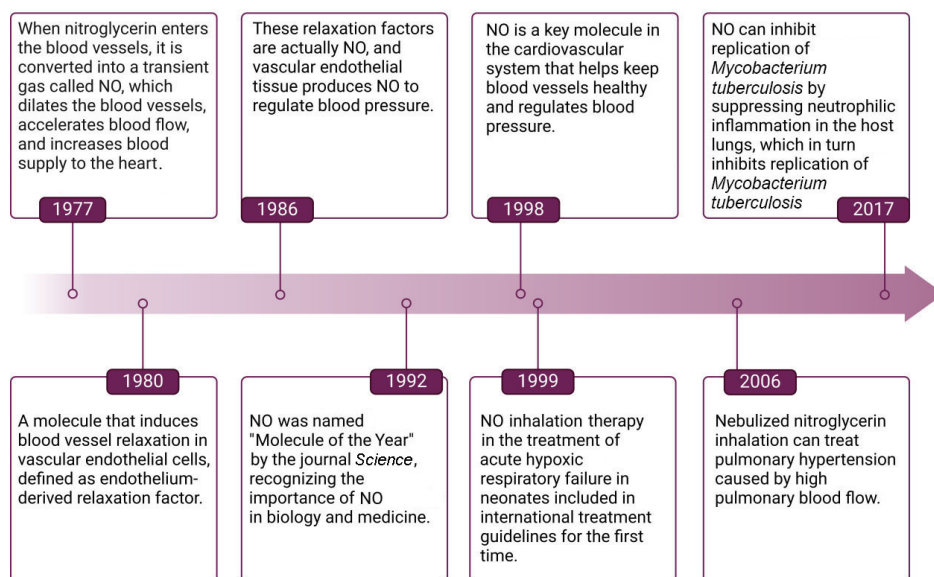 When nitroglycerin enters
the blood vessels, it is
converted into a transient
gas called NO, which
dilates the blood vessels,
accelerates blood flow,
and increases blood
supply to the heart.
1977
These relaxation factors
are actually NO, and
vascular endothelial
tissue produces NO to
regulate blood pressure.
1986
NO is a key molecule in
the cardiovascular
system that helps keep
blood vessels healthy
and regulates blood
pressure.
1998
NO can inhibit
replication of
Mycobacterium
tuberculosis by
suppressing neutrophilic
inflammation in the host
lungs, which in turn
inhibits replication of
Mycobacterium
tuberculosis
2017
1980
A molecule that induces
blood vessel relaxation in
vascular endothelial cells,
defined as endothelium-
derived relaxation factor.
1992
NO was named
"Molecule of the Year"
by the journal Science,
recognizing the
importance of NO
in biology and medicine.
1999
NO inhalation therapy
in the treatment of
acute hypoxic
respiratory failure in
neonates included in
international treatment
guidelines for the first
time.
2006
Nebulized nitroglycerin
inhalation can treat
pulmonary hypertension
caused by high
pulmonary blood flow.